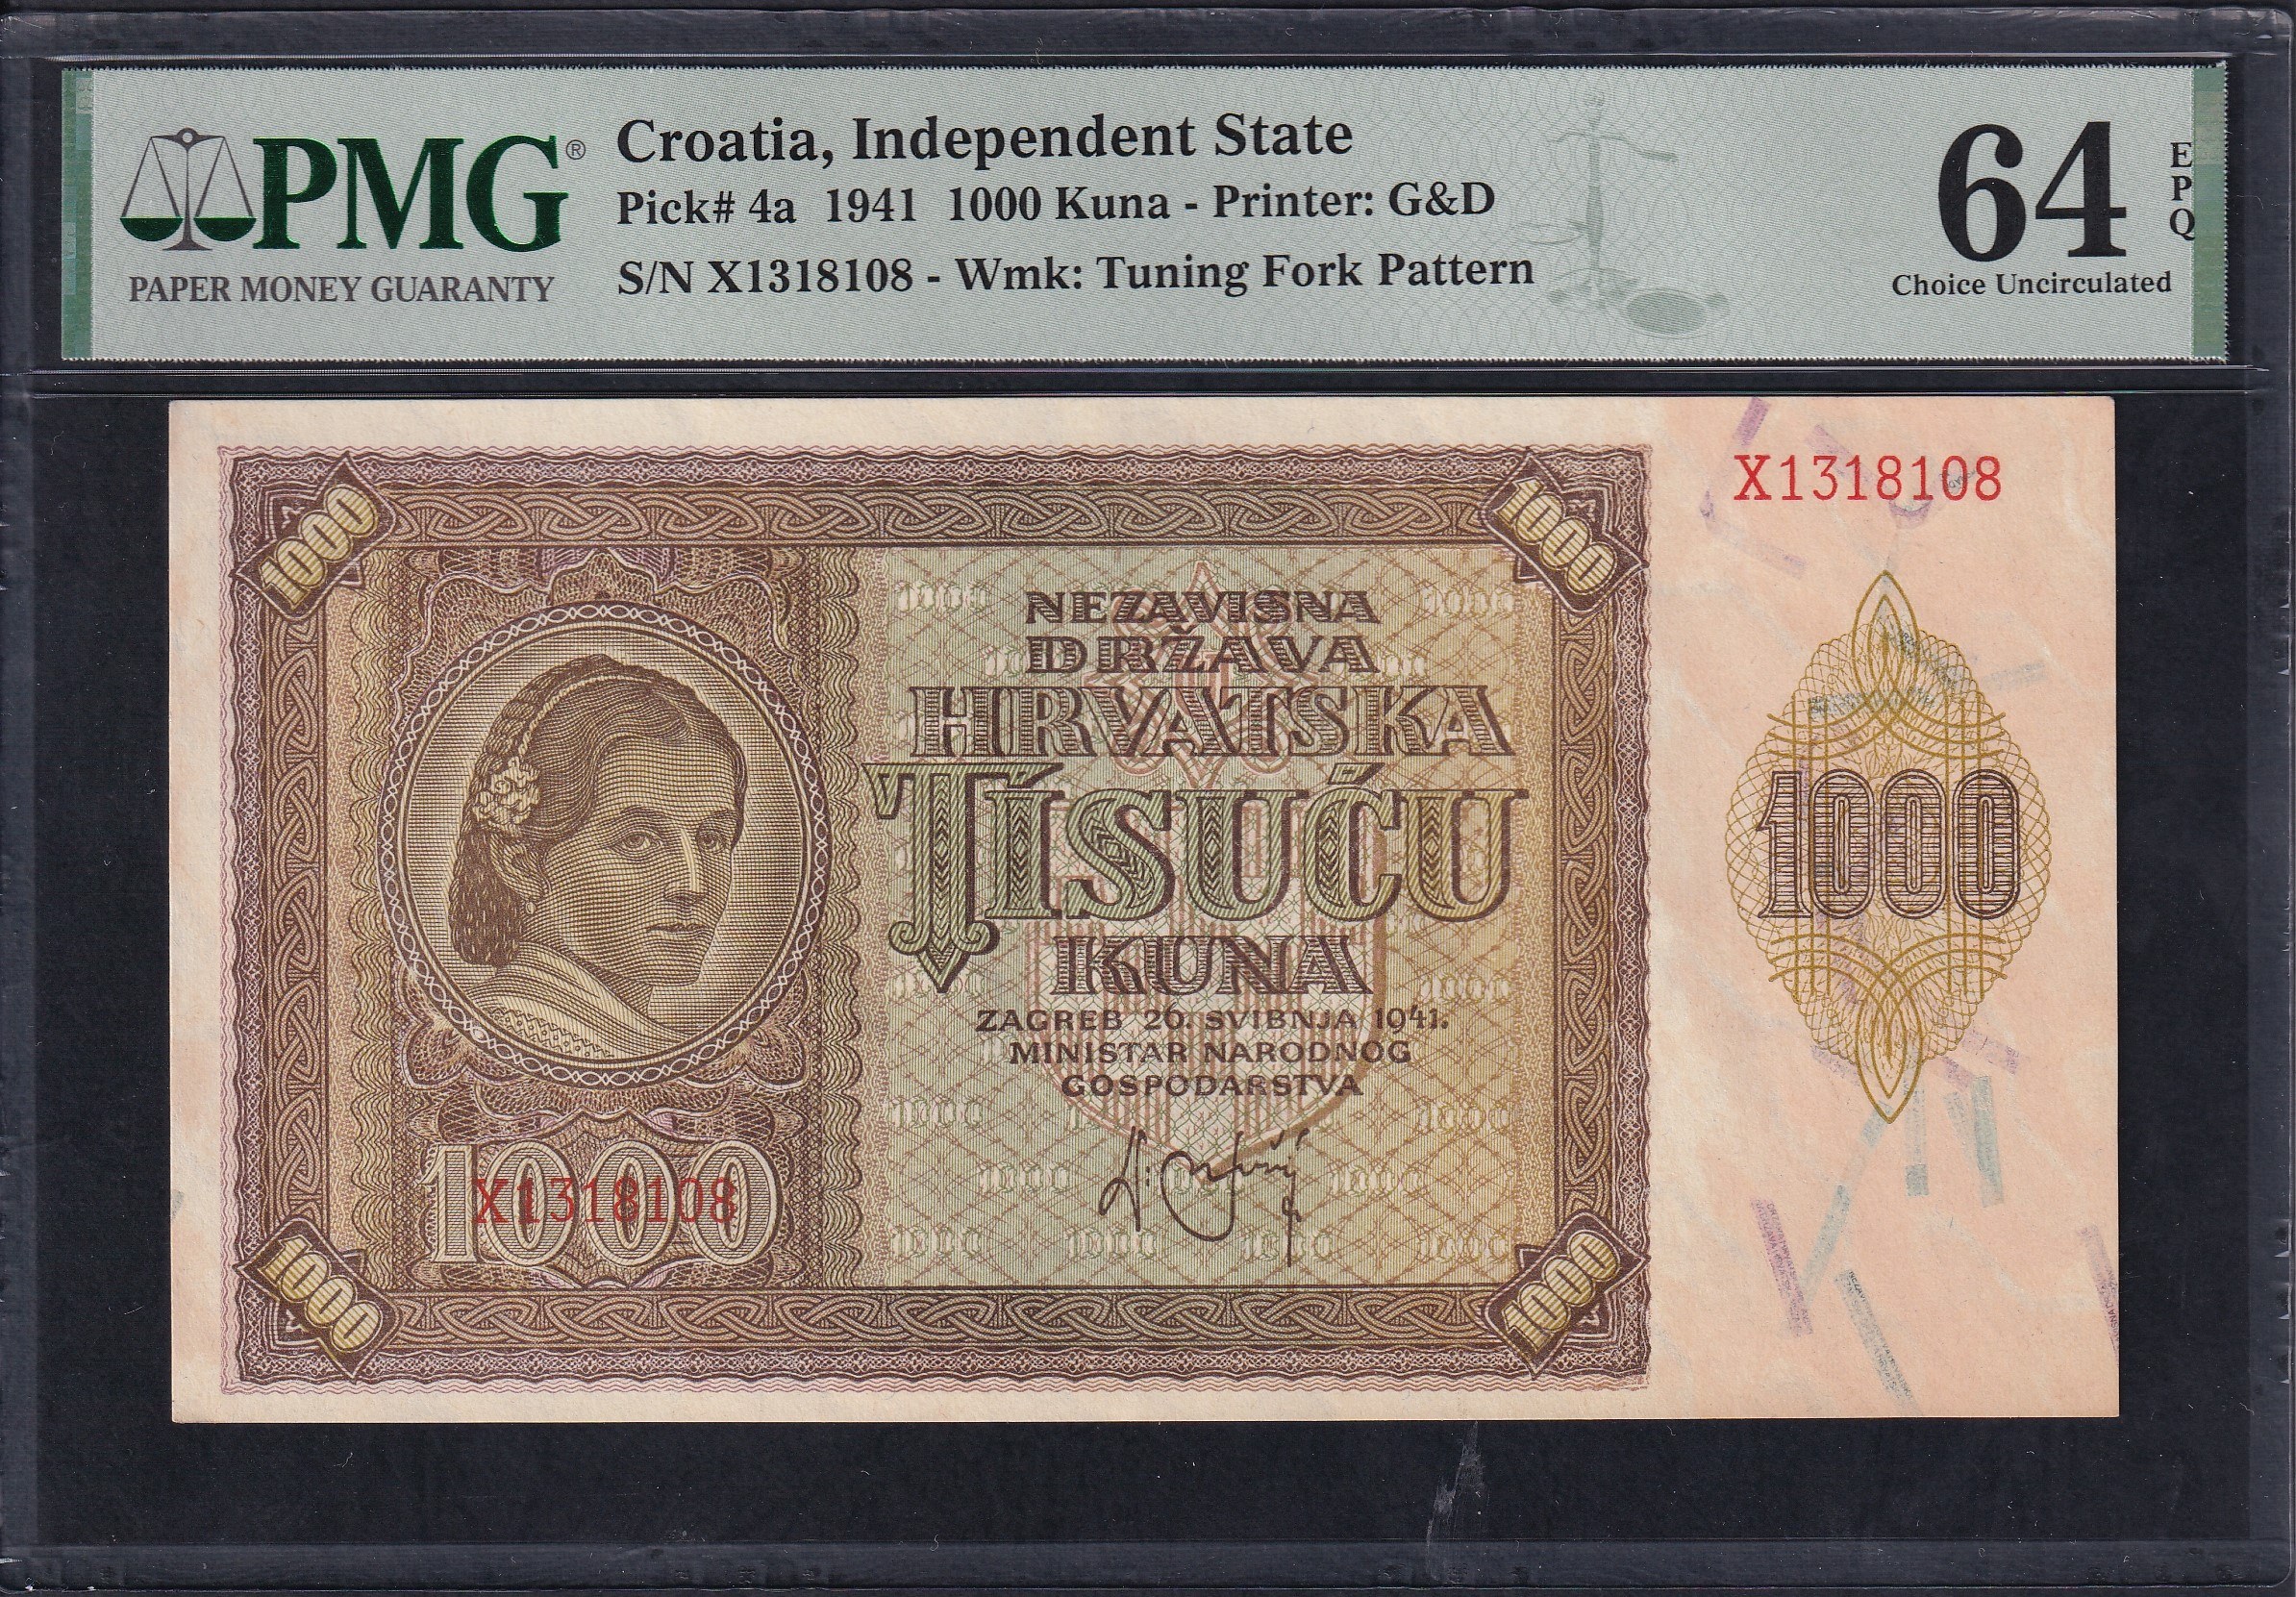 PMG®
PAPER MONEY GUARANTY
Croatia, Independent State
Pick# 4a 1941 1000 Kuna - Printer: G&D
S/N X1318108 - Wmk: Tuning Fork Pattern
64
EPQ
Choice Uncirculated
1000
1000
X1318108
NEZAVISNA
DRŽAVA
HRVATSKA
TISUĆU
KUNA
1000
ZAGREB 26. SVIBNJA 1941.
MINISTAR NARODNOG
GOSPODARSTVA
1000
X1318108
1000
1000